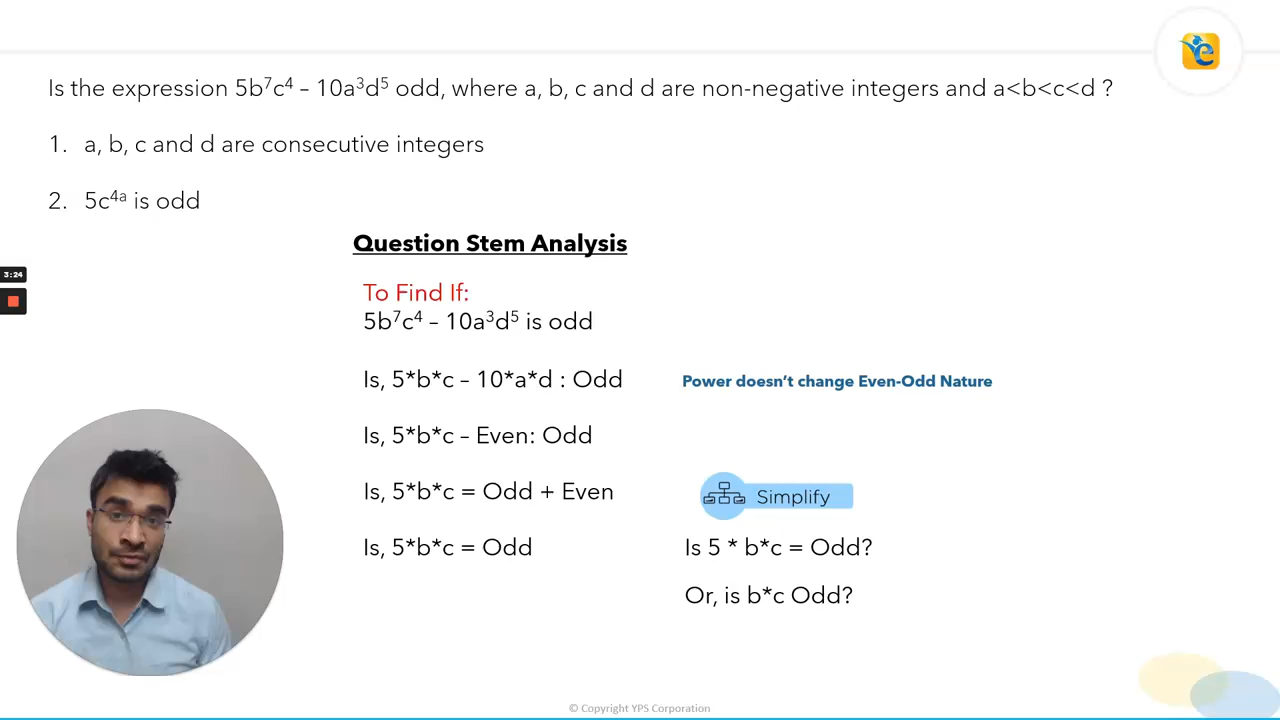 Is the expression 5b⁷c⁴ – 10a³d⁵ odd, where a, b, c and d are non-negative integers and a<b<c<d ?
1. a, b, c and d are consecutive integers
2. 5c⁴ᵃ is odd
Question Stem Analysis
3:24
To Find If:
5b⁷c⁴ – 10a³d⁵ is odd
Is, 5*b*c – 10*a*d : Odd
Power doesn't change Even-Odd Nature
Is, 5*b*c – Even: Odd
Is, 5*b*c = Odd + Even
Simplify
Is, 5*b*c = Odd
Is 5 * b*c = Odd?
Or, is b*c Odd?
© Copyright YPS Corporation